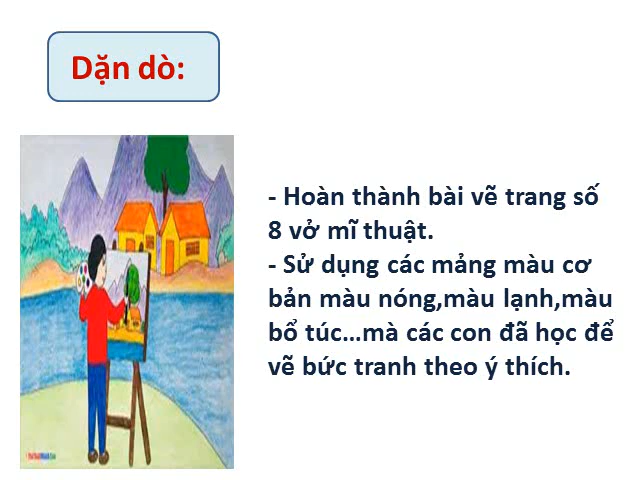 Dặn dò:
- Hoàn thành bài vẽ trang số
8 vở mĩ thuật.
- Sử dụng các mảng màu cơ
bản màu nóng,màu lạnh,màu
bổ túc...mà các con đã học để
vẽ bức tranh theo ý thích.